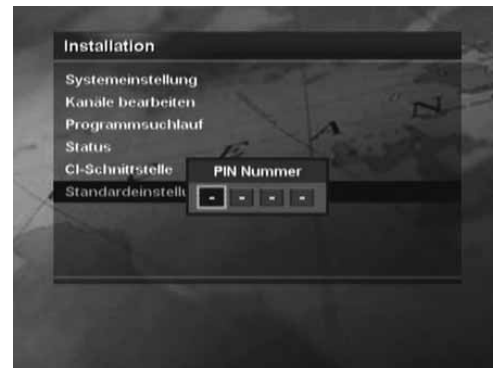 Installation
Systemeinstellung
Kanäle bearbeiten
Programmsuchlauf
Status
CI-Schnittstelle
PIN Nummer
Standardeinstellu
- - - -